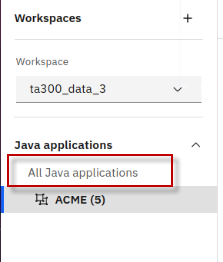 Workspaces
Workspace
ta300_data_3
Java applications
All Java applications
ACME (5)